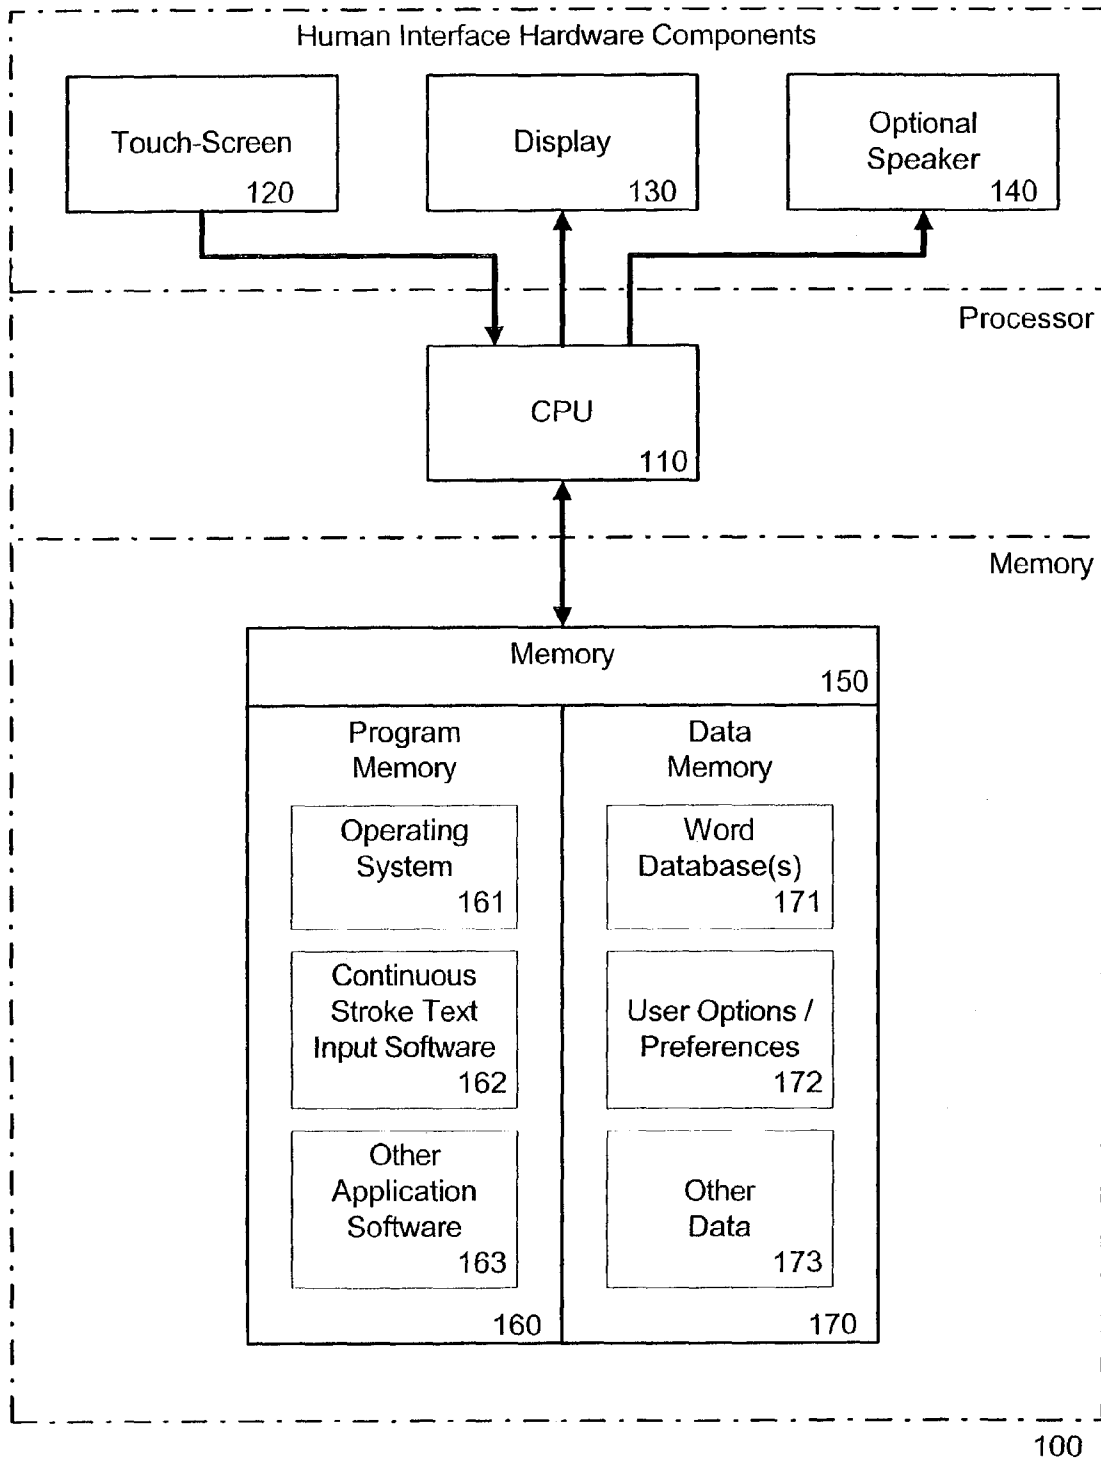 Human Interface Hardware Components
Touch-Screen
120
Display
130
Optional
Speaker
140
Processor
CPU
110
Memory
Memory
150
Program
Memory
Operating
System
161
Continuous
Stroke Text
Input Software
162
Other
Application
Software
163
160
Data
Memory
Word
Database(s)
171
User Options /
Preferences
172
Other
Data
173
170
100